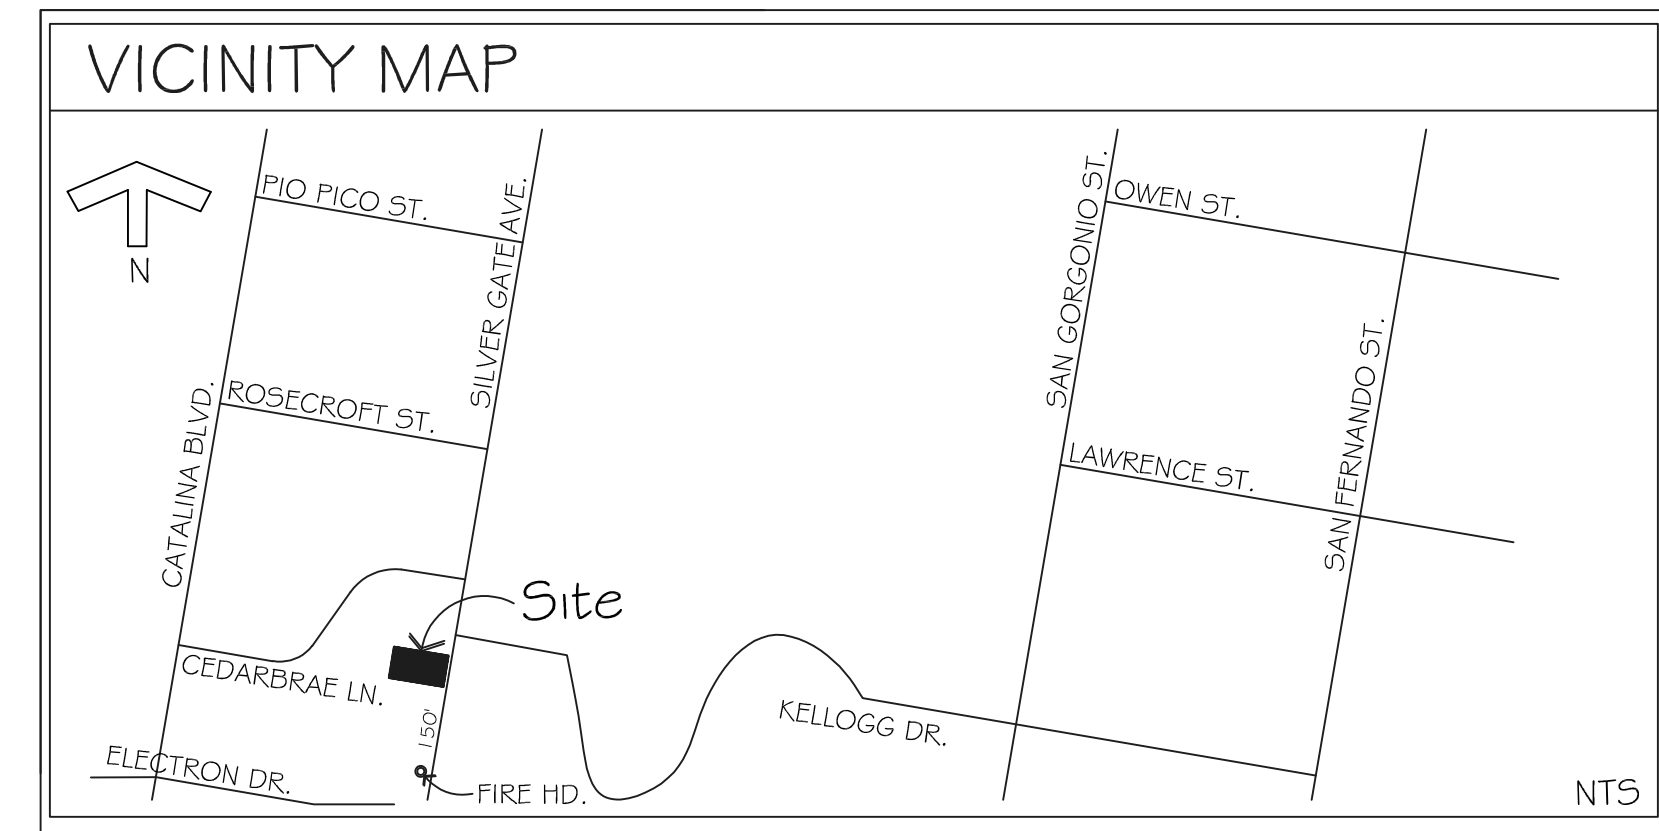 VICINITY MAP
N
PIO PICO ST.
SILVER GATE AVE.
SAN GORGONIO ST.
OWEN ST.
CATALINA BLVD.
ROSECROFT ST.
SAN FERNANDO ST.
LAWRENCE ST.
Site
CEDARBRAE LN.
150'
KELLOGG DR.
ELECTRON DR.
FIRE HD.
NTS